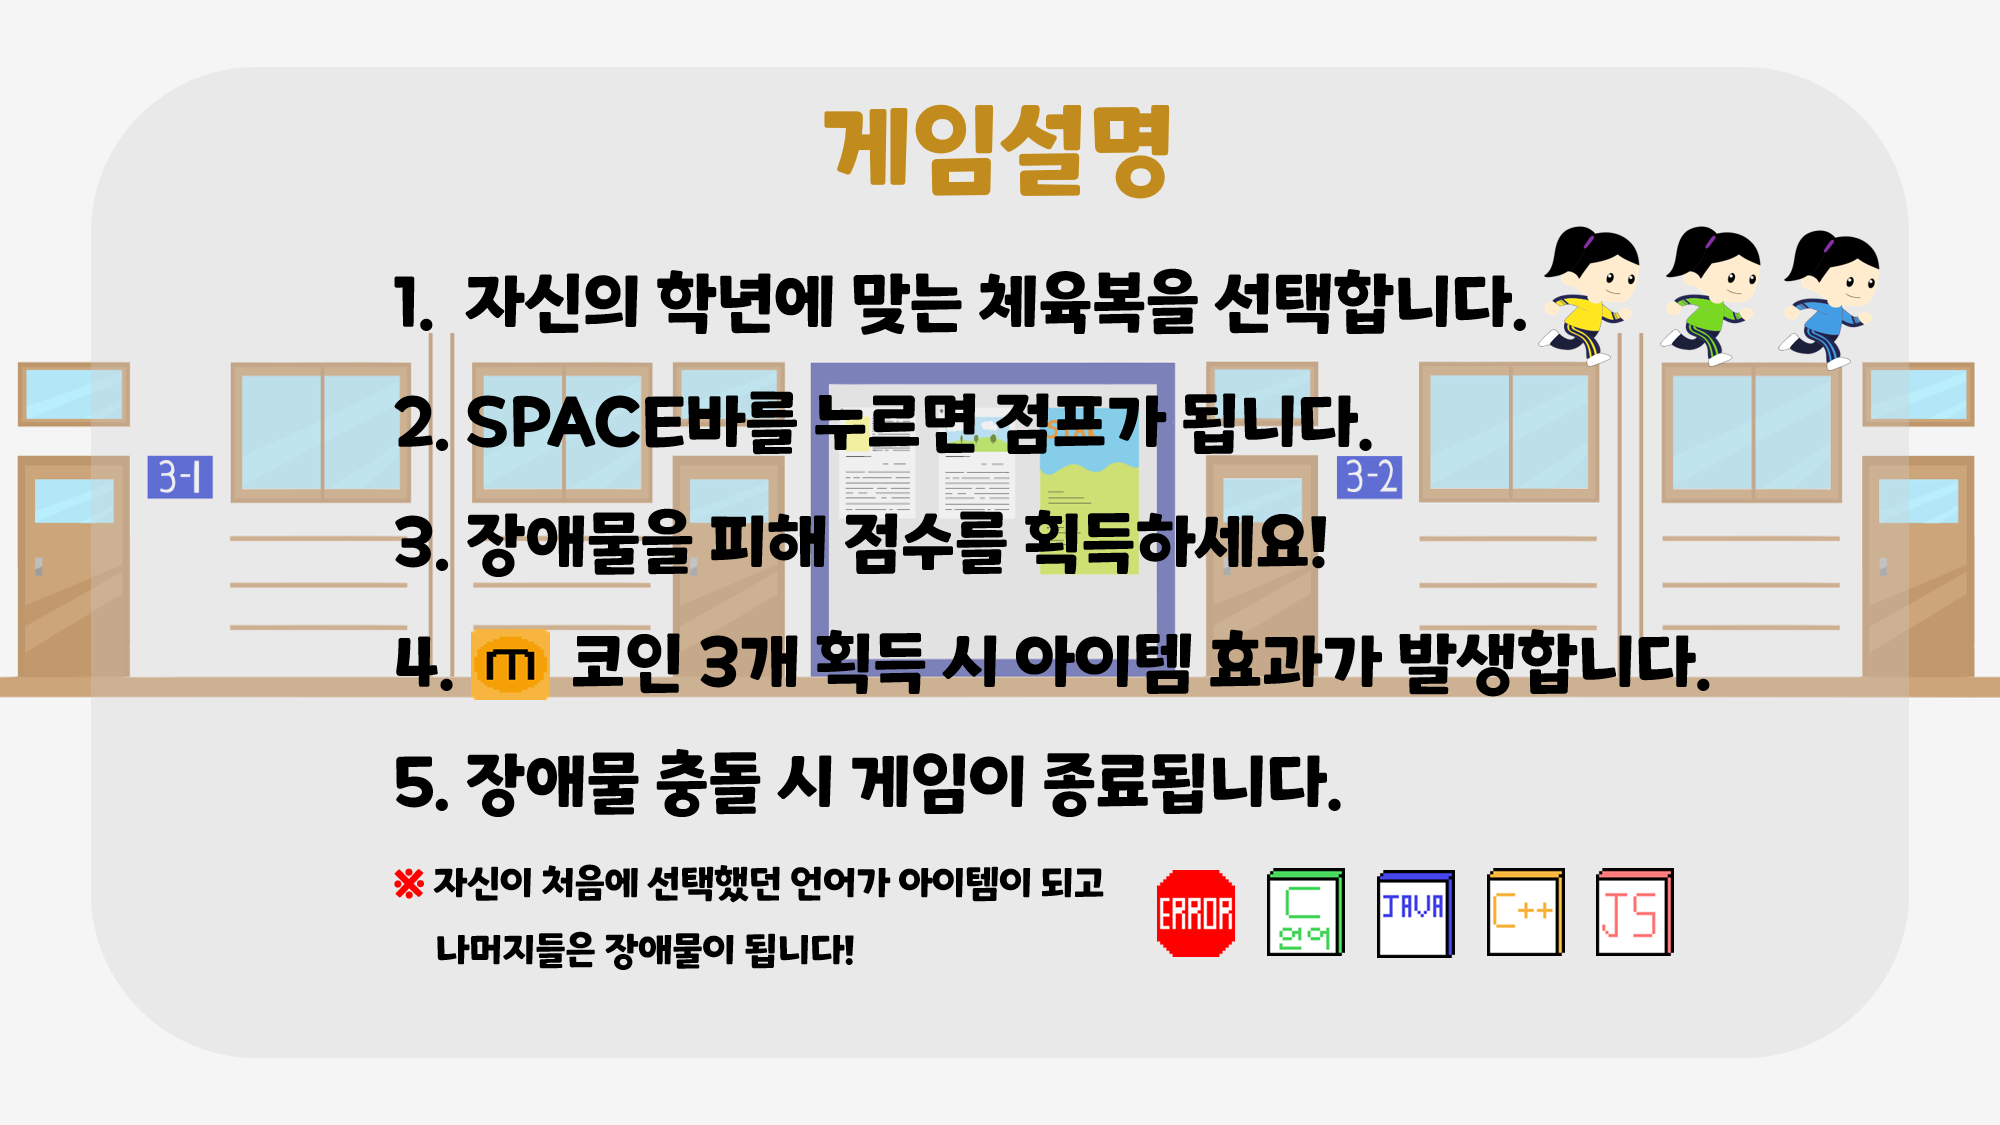 게임설명
1. 자신의 학년에 맞는 체육복을 선택합니다.
2. SPACE바를 누르면 점프가 됩니다.
3-1
3-2
3. 장애물을 피해 점수를 획득하세요!
4. m 코인 3개 획득 시 아이템 효과가 발생합니다.
5. 장애물 충돌 시 게임이 종료됩니다.
※ 자신이 처음에 선택했던 언어가 아이템이 되고
나머지들은 장애물이 됩니다!
ERROR
C언어
JAVA
C++
JS